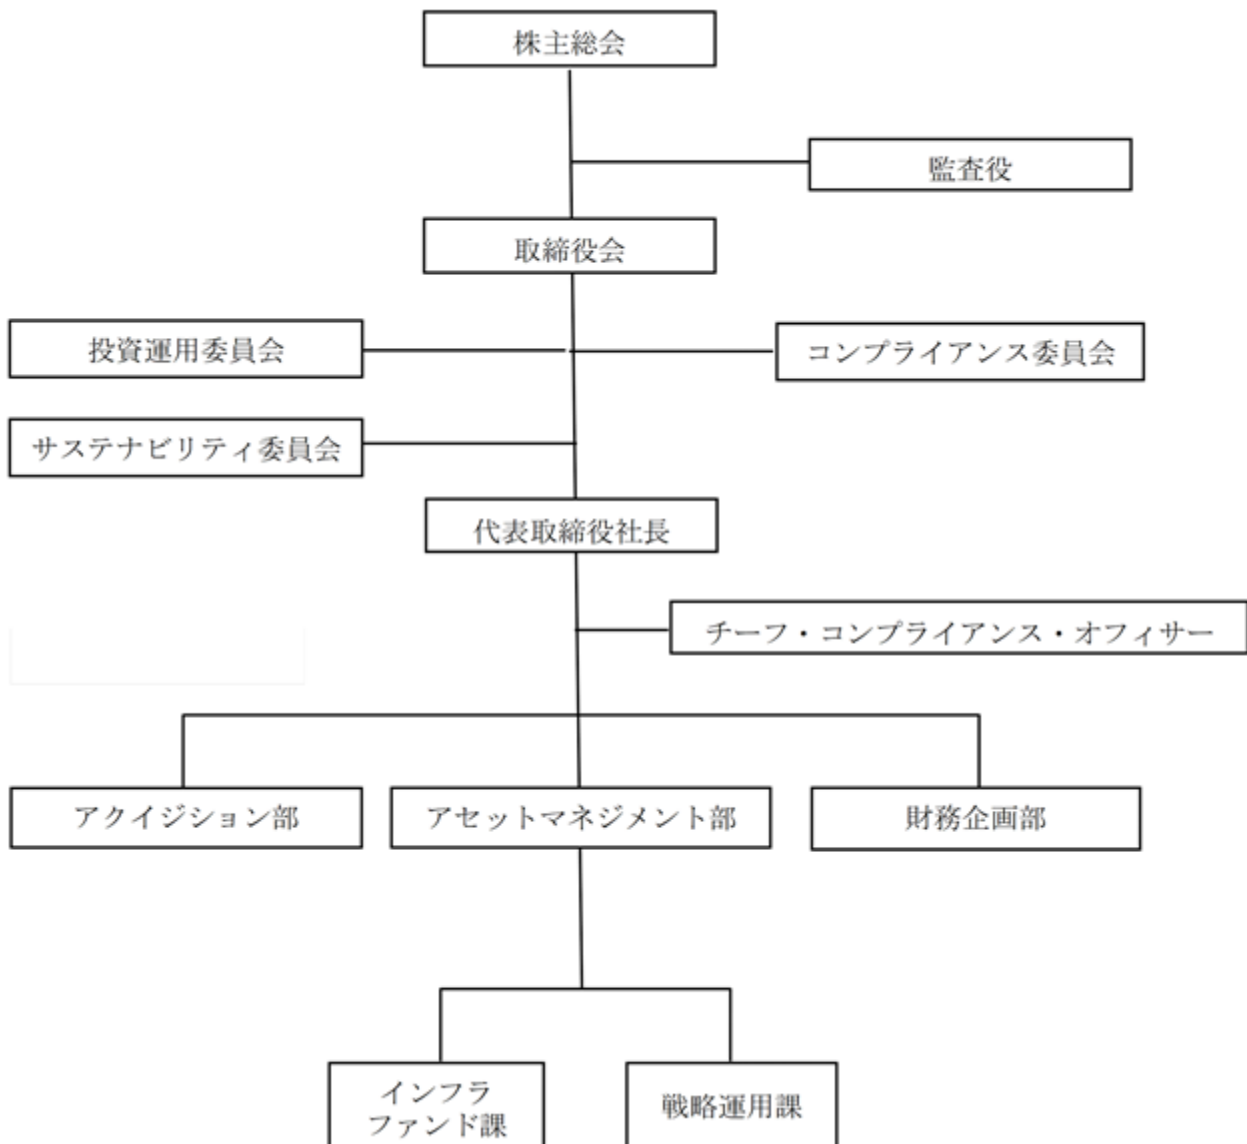 株主総会
監査役
取締役会
投資運用委員会
コンプライアンス委員会
サステナビリティ委員会
代表取締役社長
チーフ・コンプライアンス・オフィサー
アクイジション部
アセットマネジメント部
財務企画部
インフラ
ファンド課
戦略運用課